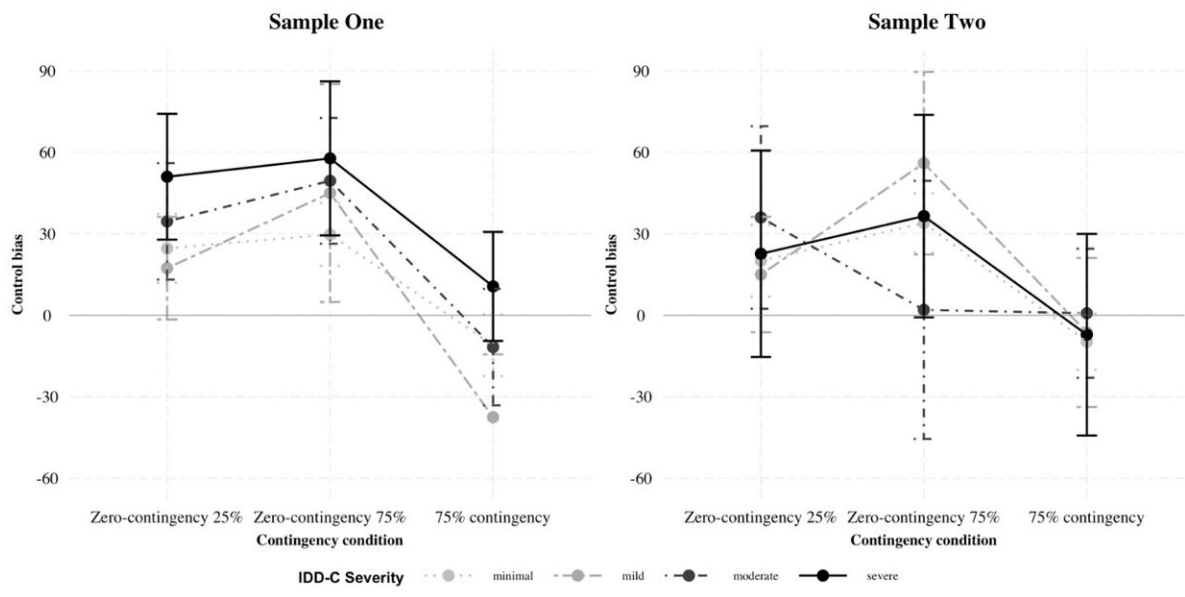 Sample One
Sample Two
90
60
30
0
-30
-60
Control bias
Zero-contingency 25%
Zero-contingency 75%
75% contingency
Contingency condition
90
60
30
0
-30
-60
Control bias
Zero-contingency 25%
Zero-contingency 75%
75% contingency
Contingency condition
IDD-C Severity minimal mild moderate severe